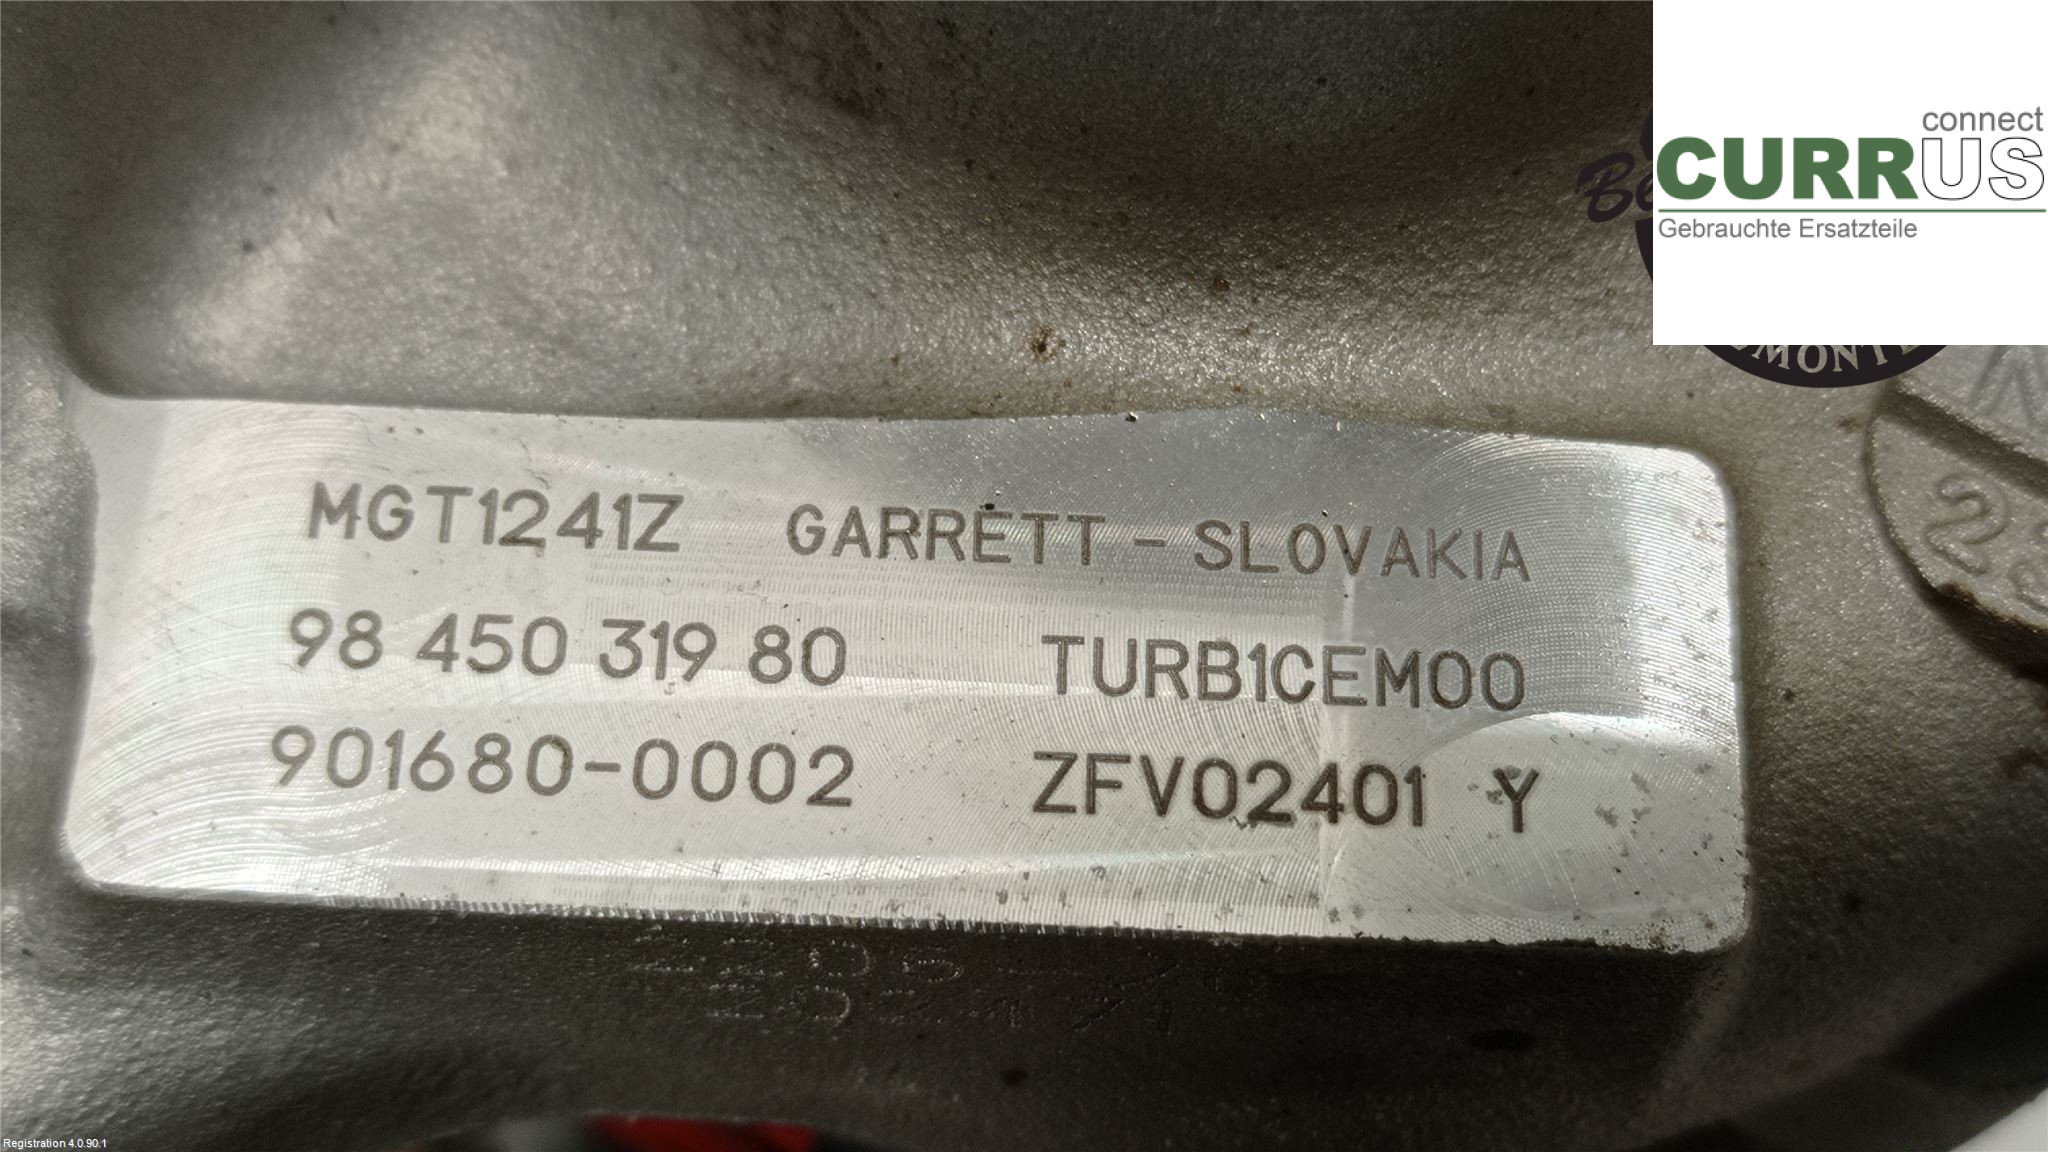 connect
CURRUS
Gebrauchte Ersatzteile
MGT1241Z GARRETT - SLOVAKIA
98 450 319 80 TURB1CEM00
901680-0002 ZFV02401 Y
Registration 4.0.90.1